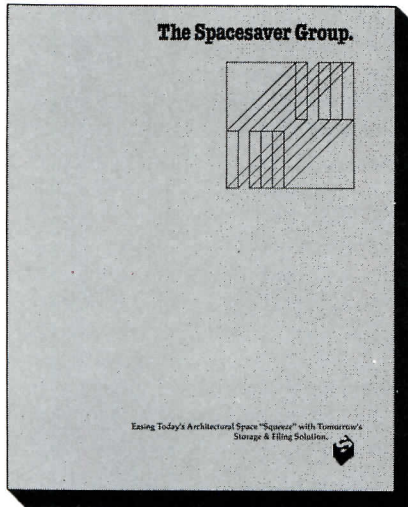 The Spacesaver Group.
Easing Today's Architectural Space "Squeeze" with Tomorrow's
Storage & Filing Solution.